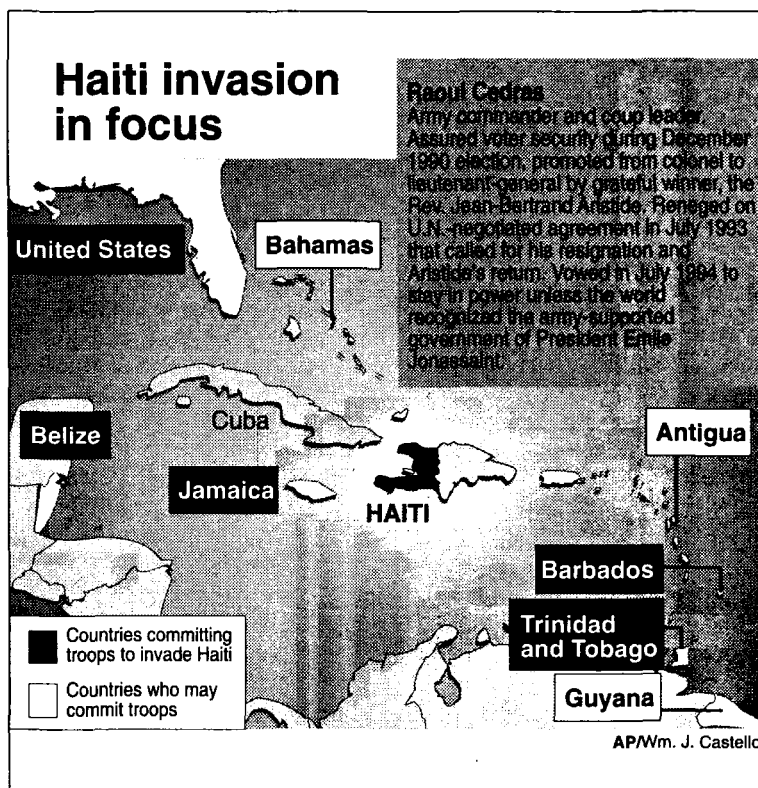 Haiti invasion
in focus
Raoul Cedras
Army commander and coup leader.
Assured voter security during December
1990 election, promoted from colonel to
lieutenant-general by grateful winner, the
Rev. Jean-Bertrand Aristide. Reneged on
U.N.-negotiated agreement in July 1993
that called for his resignation and
Aristide's return. Vowed in July 1994 to
stay in power unless the world
recognized the army-supported
government of President Emile
Jonassaint.
United States
Bahamas
Cuba
Belize
Antigua
Jamaica
HAITI
Barbados
Trinidad
and Tobago
Guyana
Countries committing
troops to invade Haiti
Countries who may
commit troops
AP/Wm. J. Castello